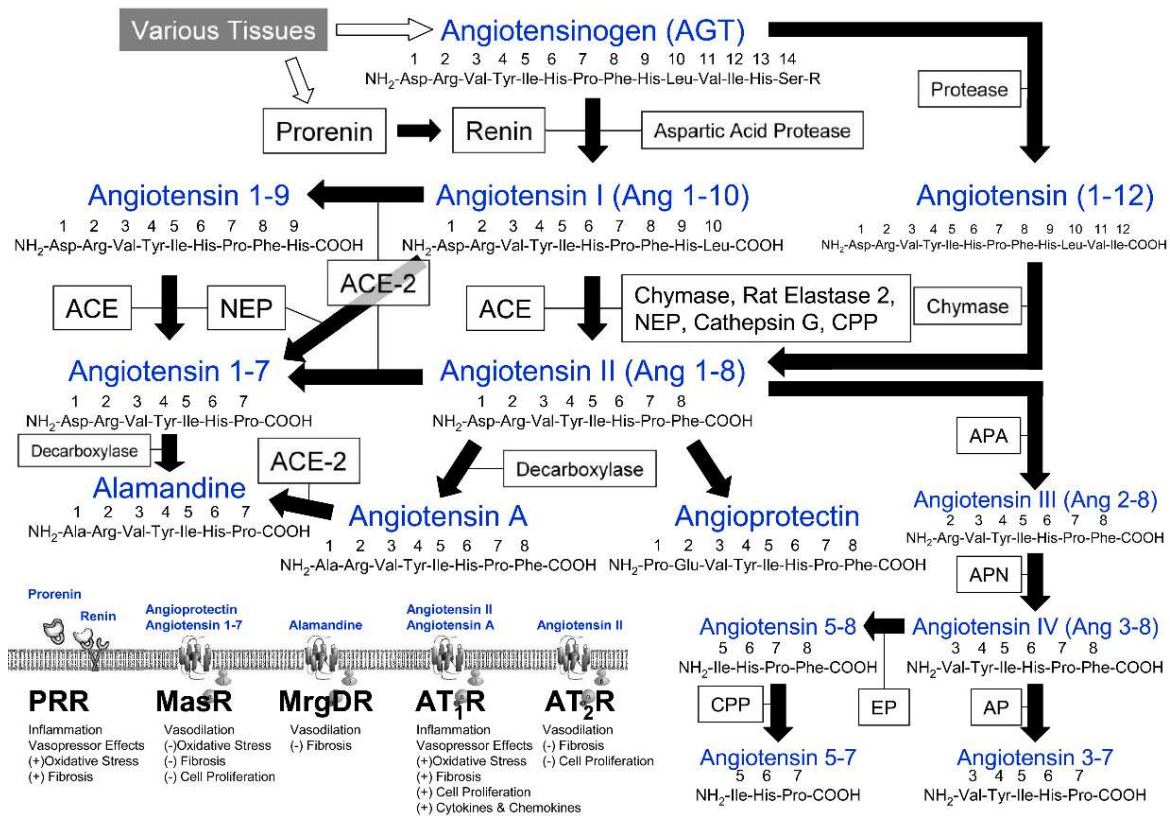 Various Tissues
Angiotensinogen (AGT)
1 2 3 4 5 6 7 8 9 10 11 12 13 14
NH2-Asp-Arg-Val-Tyr-Ile-His-Pro-Phe-His-Leu-Val-Ile-His-Ser-R
Protease
Prorenin
Renin
Aspartic Acid Protease
Angiotensin 1-9
1 2 3 4 5 6 7 8 9
NH2-Asp-Arg-Val-Tyr-Ile-His-Pro-Phe-His-COOH
Angiotensin I (Ang 1-10)
1 2 3 4 5 6 7 8 9 10
NH2-Asp-Arg-Val-Tyr-Ile-His-Pro-Phe-His-Leu-COOH
Angiotensin (1-12)
1 2 3 4 5 6 7 8 9 10 11 12
NH2-Asp-Arg-Val-Tyr-Ile-His-Pro-Phe-His-Leu-Val-Ile-COOH
ACE
NEP
ACE-2
ACE
Chymase, Rat Elastase 2,
NEP, Cathepsin G, CPP
Chymase
Angiotensin 1-7
1 2 3 4 5 6 7
NH2-Asp-Arg-Val-Tyr-Ile-His-Pro-COOH
Angiotensin II (Ang 1-8)
1 2 3 4 5 6 7 8
NH2-Asp-Arg-Val-Tyr-Ile-His-Pro-Phe-COOH
APA
Decarboxylase
ACE-2
Decarboxylase
Alamandine
1 2 3 4 5 6 7
NH2-Ala-Arg-Val-Tyr-Ile-His-Pro-COOH
Angiotensin A
1 2 3 4 5 6 7 8
NH2-Ala-Arg-Val-Tyr-Ile-His-Pro-Phe-COOH
Angioprotectin
1 2 3 4 5 6 7 8
NH2-Pro-Glu-Val-Tyr-Ile-His-Pro-Phe-COOH
Angiotensin III (Ang 2-8)
2 3 4 5 6 7 8
NH2-Arg-Val-Tyr-Ile-His-Pro-Phe-COOH
APN
Angiotensin 5-8
5 6 7 8
NH2-Ile-His-Pro-Phe-COOH
Angiotensin IV (Ang 3-8)
3 4 5 6 7 8
NH2-Val-Tyr-Ile-His-Pro-Phe-COOH
CPP
EP
AP
Angiotensin 5-7
5 6 7
NH2-Ile-His-Pro-COOH
Angiotensin 3-7
3 4 5 6 7
NH2-Val-Tyr-Ile-His-Pro-COOH
Prorenin
Renin
PRR
Inflammation
Vasopressor Effects
(+)Oxidative Stress
(+) Fibrosis
Angioprotectin
Angiotensin 1-7
MasR
Vasodilation
(-)Oxidative Stress
(-) Fibrosis
(-) Cell Proliferation
Alamandine
MrgDR
Vasodilation
(-) Fibrosis
Angiotensin II
Angiotensin A
AT1R
Inflammation
Vasopressor Effects
(+)Oxidative Stress
(+) Fibrosis
(+) Cell Proliferation
(+) Cytokines & Chemokines
Angiotensin II
AT2R
Vasodilation
(-) Fibrosis
(-) Cell Proliferation